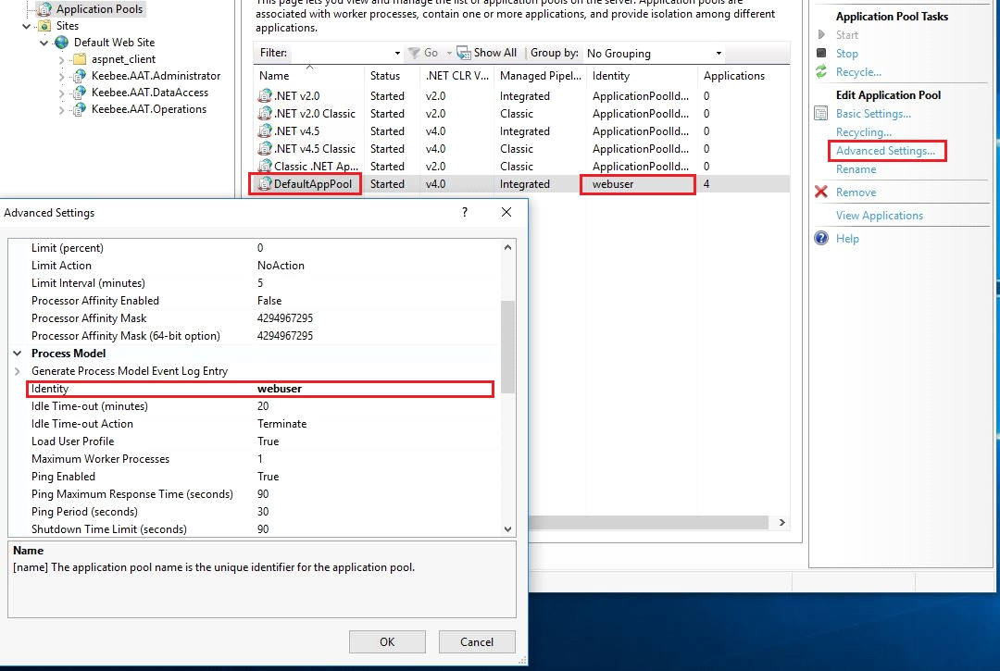 Application Pools
Sites
Default Web Site
aspnet_client
Keebee.AAT.Administrator
Keebee.AAT.DataAccess
Keebee.AAT.Operations
This page lets you view and manage the list of application pools on the server. Application pools are
associated with worker processes, contain one or more applications, and provide isolation among different
applications.
Filter: Go Show All Group by: No Grouping
Name Status .NET CLR V... Managed Pipel... Identity Applications
.NET v2.0 Started v2.0 Integrated ApplicationPoolId... 0
.NET v2.0 Classic Started v2.0 Classic ApplicationPoolId... 0
.NET v4.5 Started v4.0 Integrated ApplicationPoolId... 0
.NET v4.5 Classic Started v4.0 Classic ApplicationPoolId... 0
Classic .NET Ap... Started v2.0 Classic ApplicationPoolId... 0
DefaultAppPool Started v4.0 Integrated webuser 4
Application Pool Tasks
Start
Stop
Recycle...
Edit Application Pool
Basic Settings...
Recycling...
Advanced Settings...
Rename
Remove
View Applications
Help
Advanced Settings ?
Limit (percent) 0
Limit Action NoAction
Limit Interval (minutes) 5
Processor Affinity Enabled False
Processor Affinity Mask 4294967295
Processor Affinity Mask (64-bit option) 4294967295
Process Model
Generate Process Model Event Log Entry
Identity webuser
Idle Time-out (minutes) 20
Idle Time-out Action Terminate
Load User Profile True
Maximum Worker Processes 1
Ping Enabled True
Ping Maximum Response Time (seconds) 90
Ping Period (seconds) 30
Shutdown Time Limit (seconds) 90
Name
[name] The application pool name is the unique identifier for the application pool.
OK Cancel